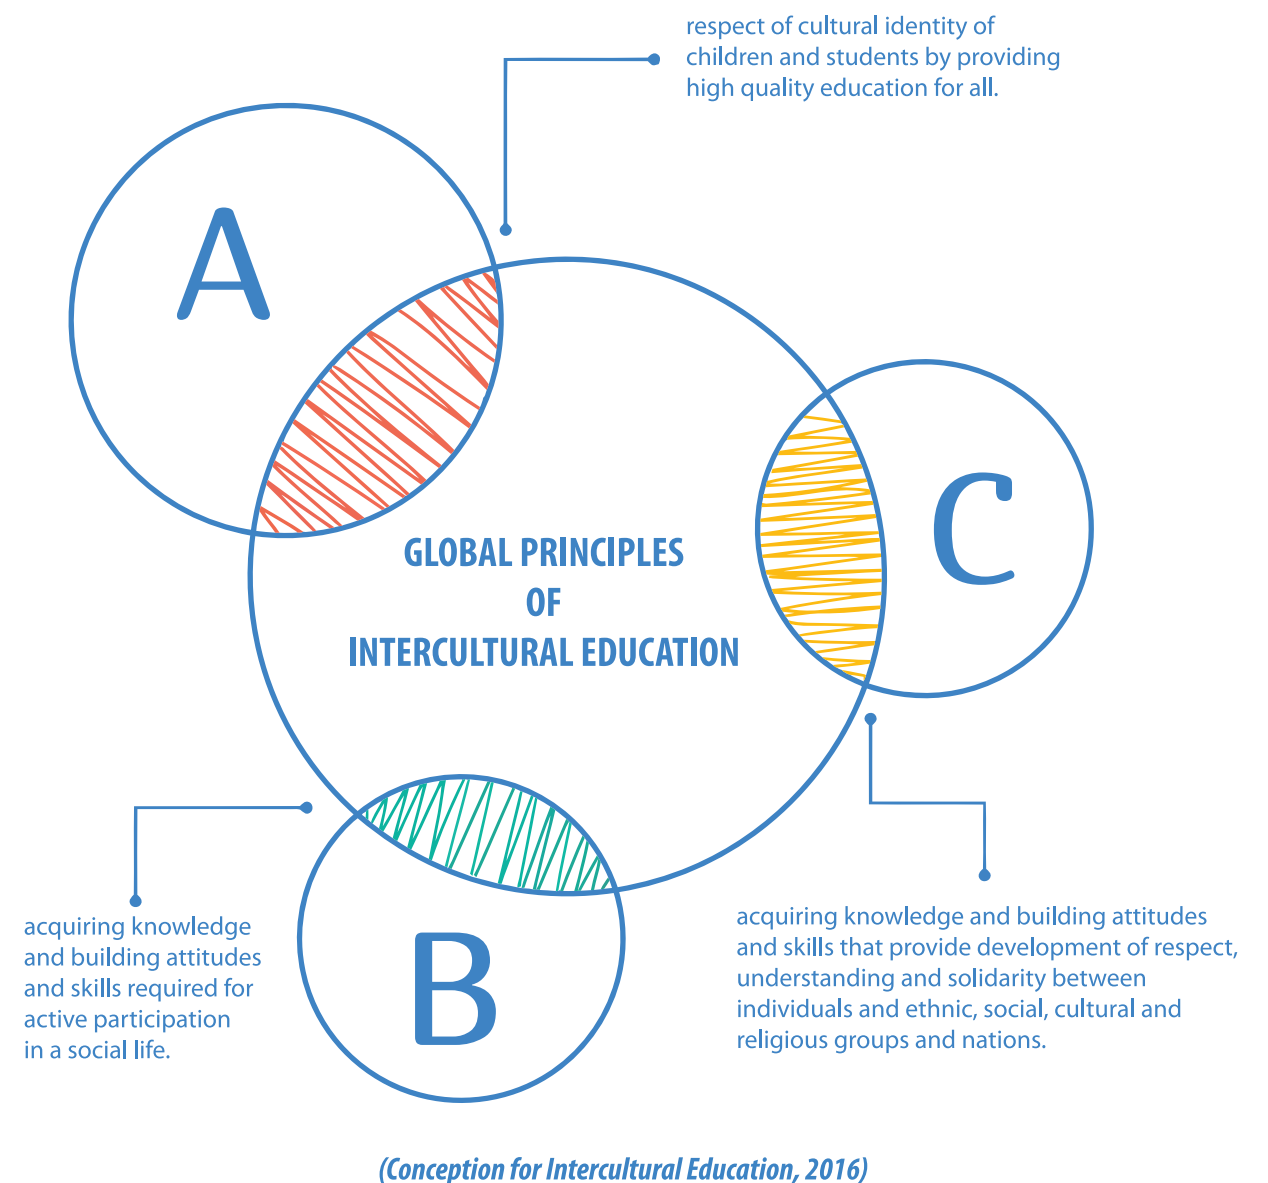 respect of cultural identity of
children and students by providing
high quality education for all.
A
C
GLOBAL PRINCIPLES
OF
INTERCULTURAL EDUCATION
B
acquiring knowledge
and building attitudes
and skills required for
active participation
in a social life.
acquiring knowledge and building attitudes
and skills that provide development of respect,
understanding and solidarity between
individuals and ethnic, social, cultural and
religious groups and nations.
(Conception for Intercultural Education, 2016)